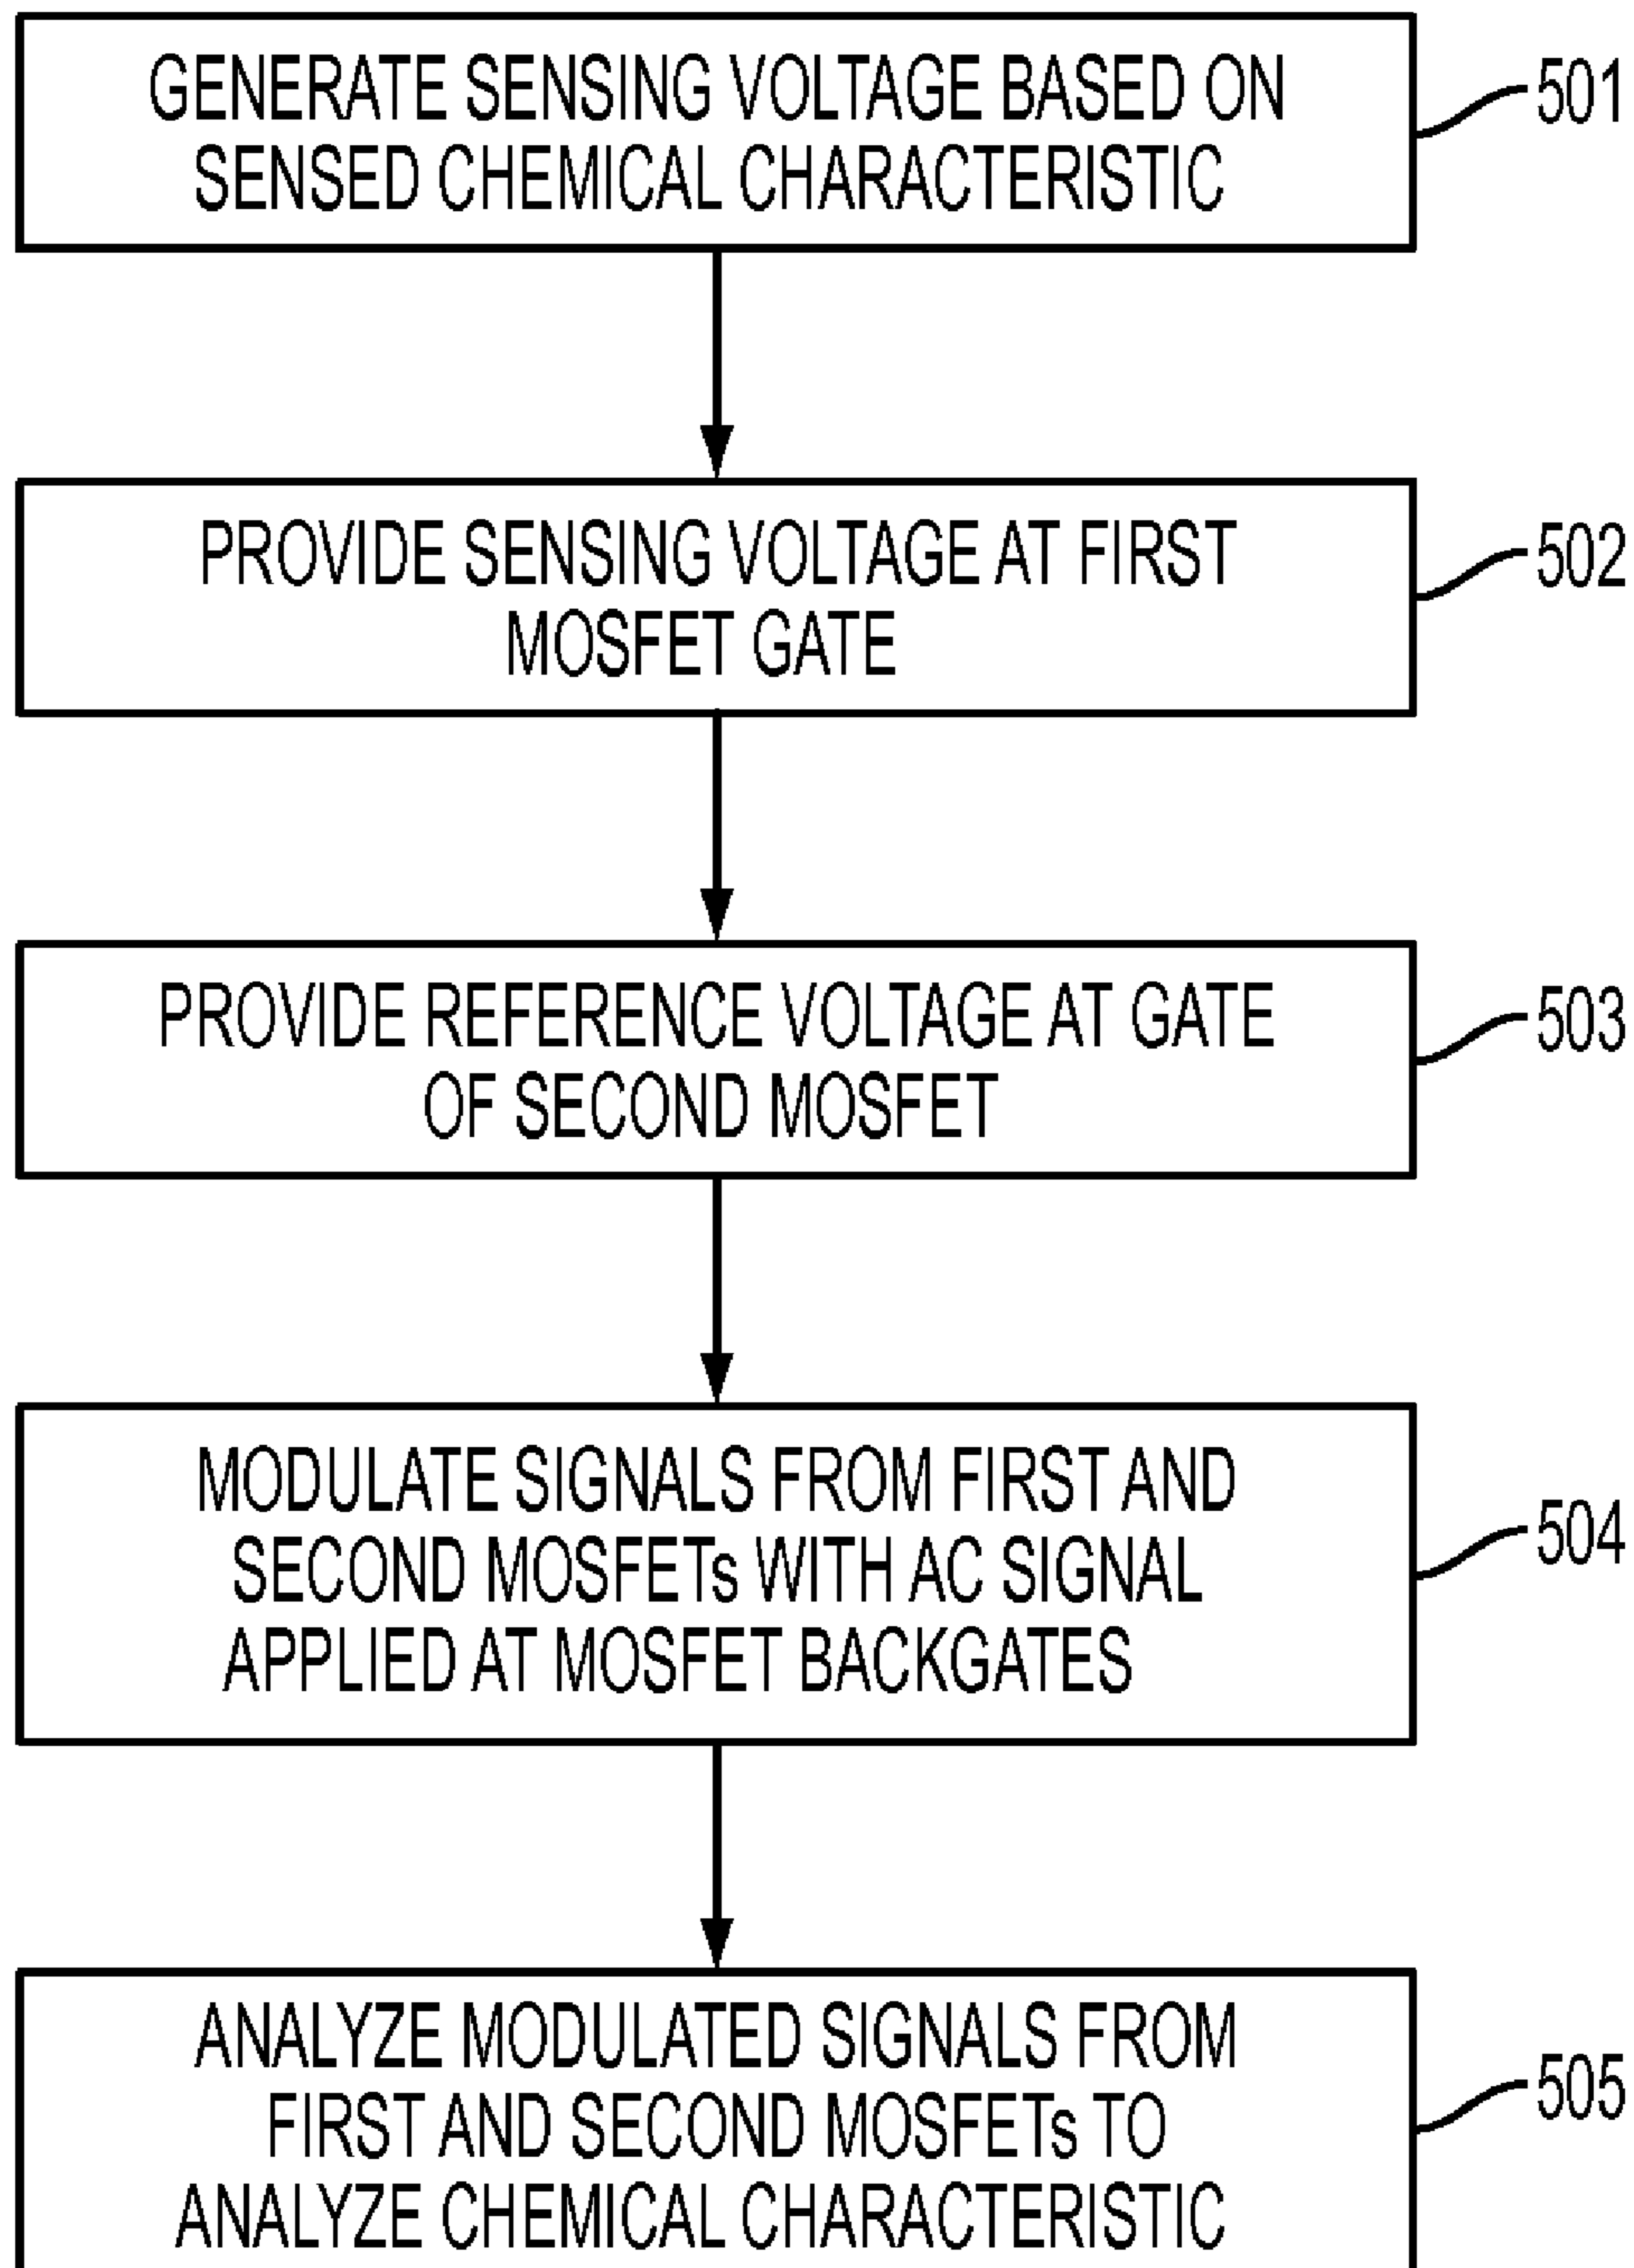 GENERATE SENSING VOLTAGE BASED ON
SENSED CHEMICAL CHARACTERISTIC
501
PROVIDE SENSING VOLTAGE AT FIRST
MOSFET GATE
502
PROVIDE REFERENCE VOLTAGE AT GATE
OF SECOND MOSFET
503
MODULATE SIGNALS FROM FIRST AND
SECOND MOSFETs WITH AC SIGNAL
APPLIED AT MOSFET BACKGATES
504
ANALYZE MODULATED SIGNALS FROM
FIRST AND SECOND MOSFETs TO
ANALYZE CHEMICAL CHARACTERISTIC
505